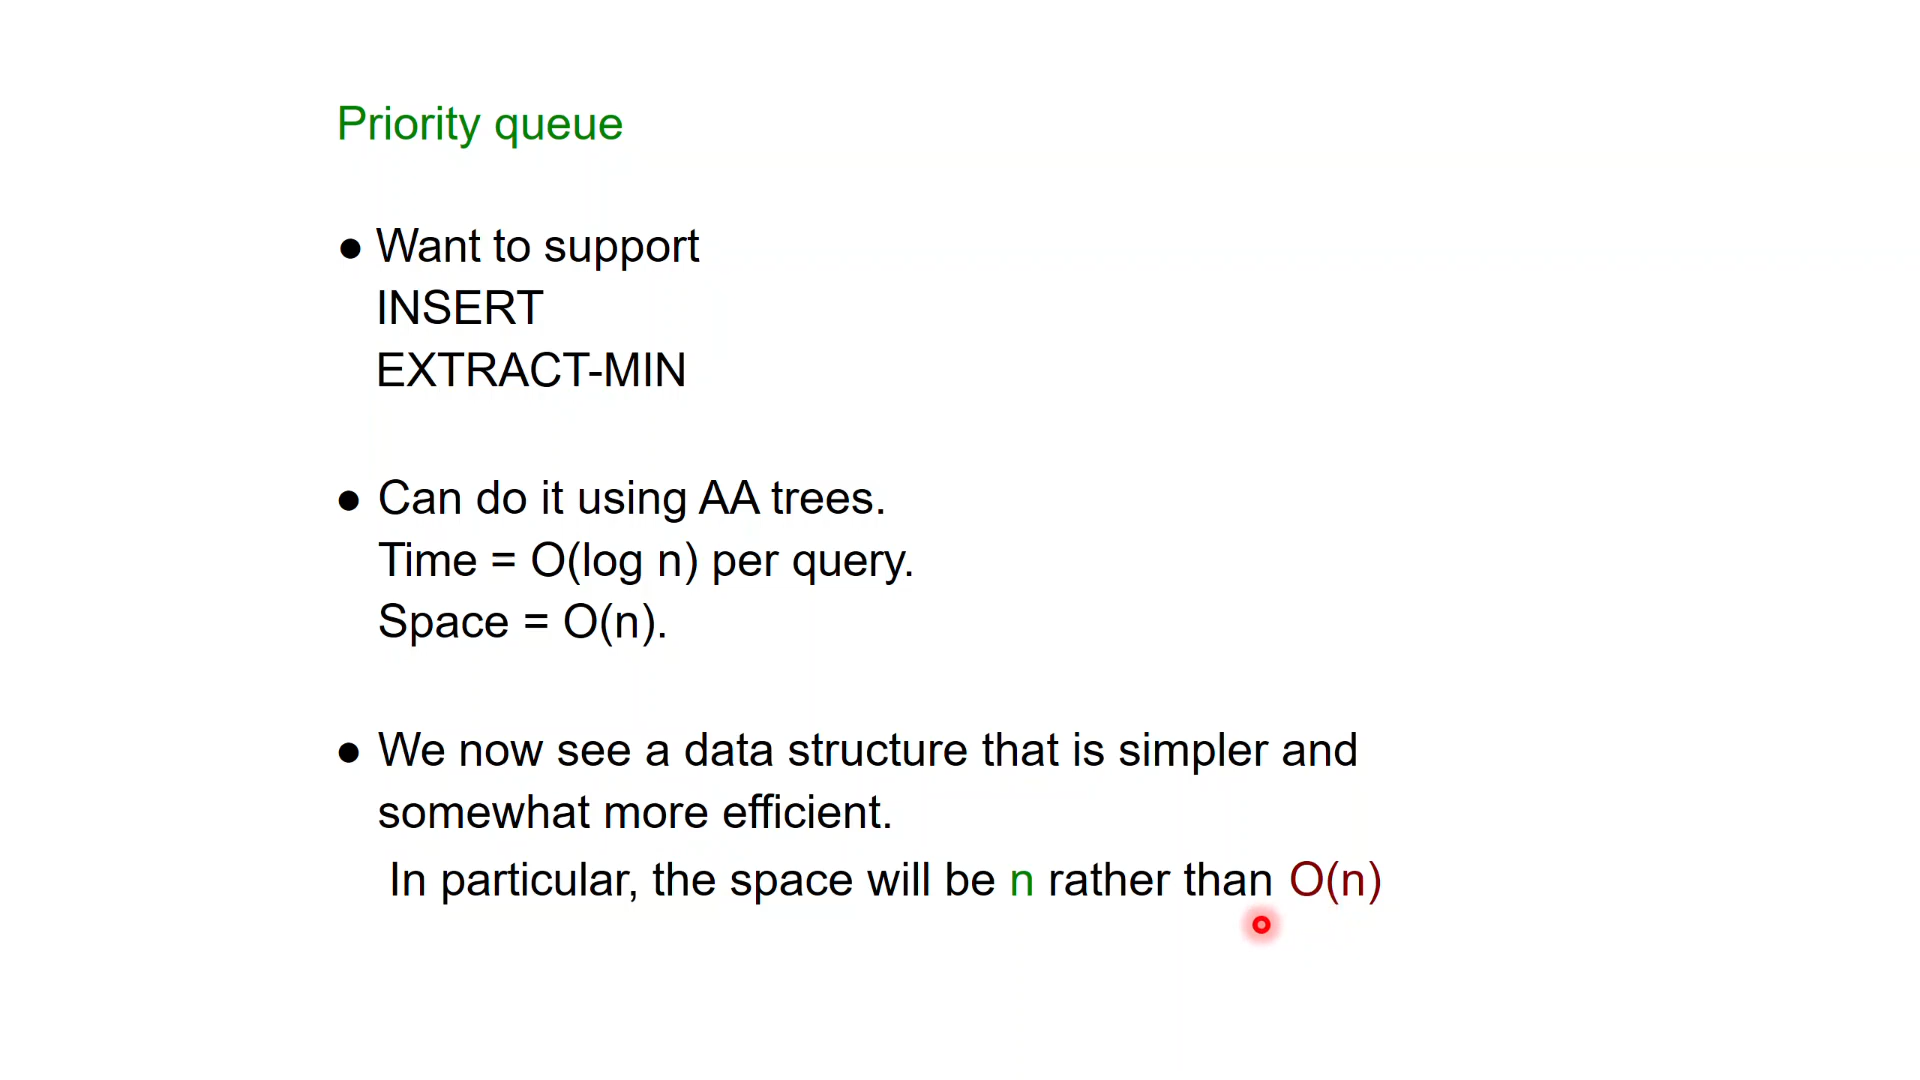 Priority queue
● Want to support
INSERT
EXTRACT-MIN
● Can do it using AA trees.
Time = O(log n) per query.
Space = O(n).
● We now see a data structure that is simpler and
somewhat more efficient.
In particular, the space will be n rather than O(n)